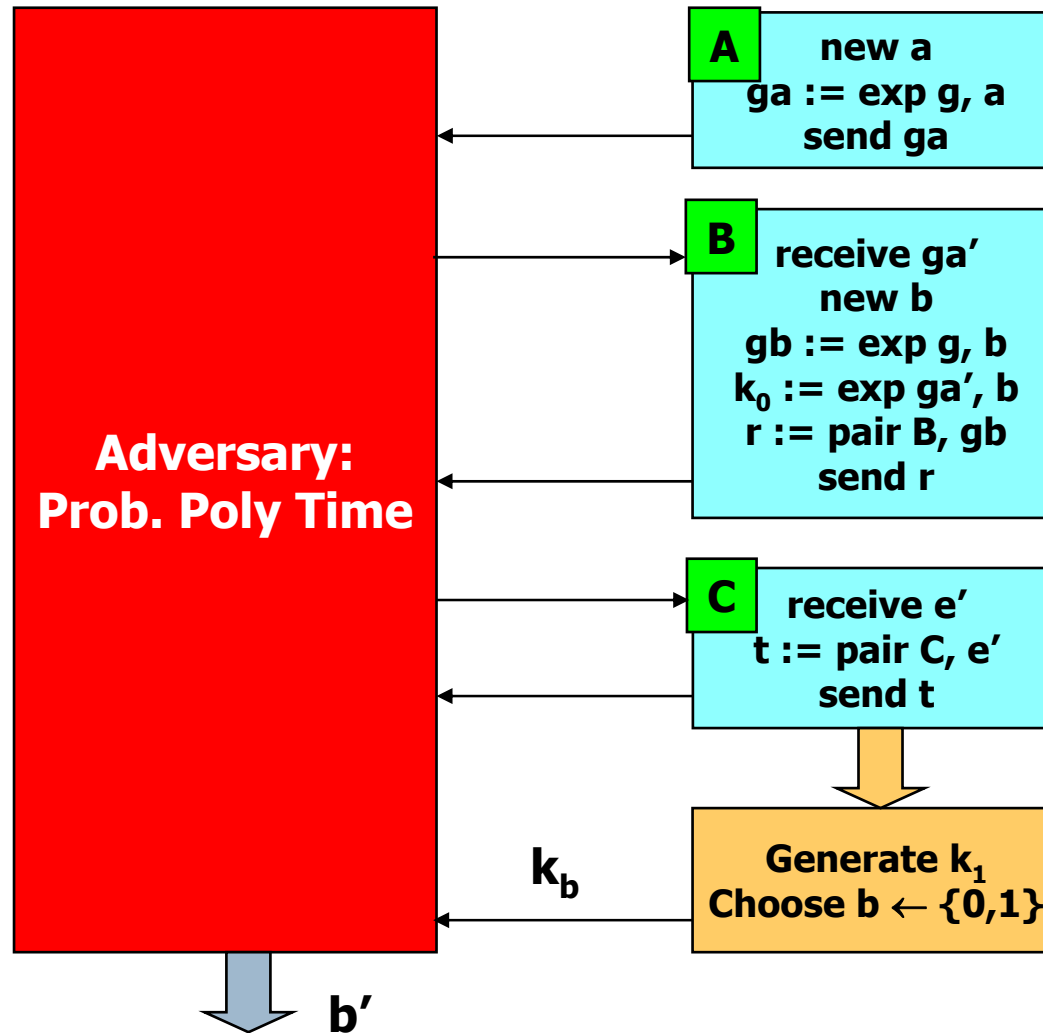 Adversary:
Prob. Poly Time
A
new a
ga := exp g, a
send ga
B
receive ga’
new b
gb := exp g, b
k₀ := exp ga’, b
r := pair B, gb
send r
C
receive e’
t := pair C, e’
send t
Generate k₁
Choose b ← {0,1}
k_b
b’